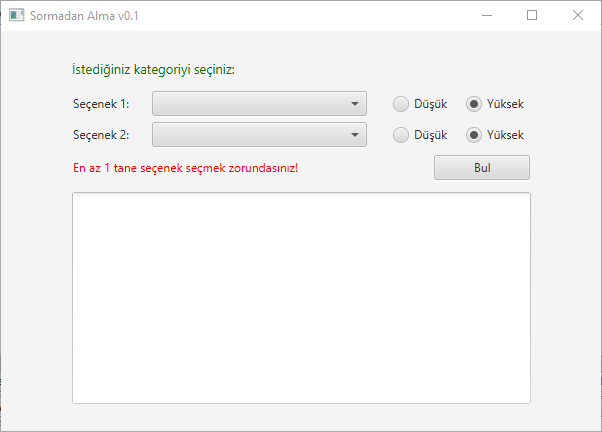 Sormadan Alma v0.1
İstediğiniz kategoriyi seçiniz:
Seçenek 1: Düşük Yüksek
Seçenek 2: Düşük Yüksek
En az 1 tane seçenek seçmek zorundasınız! Bul